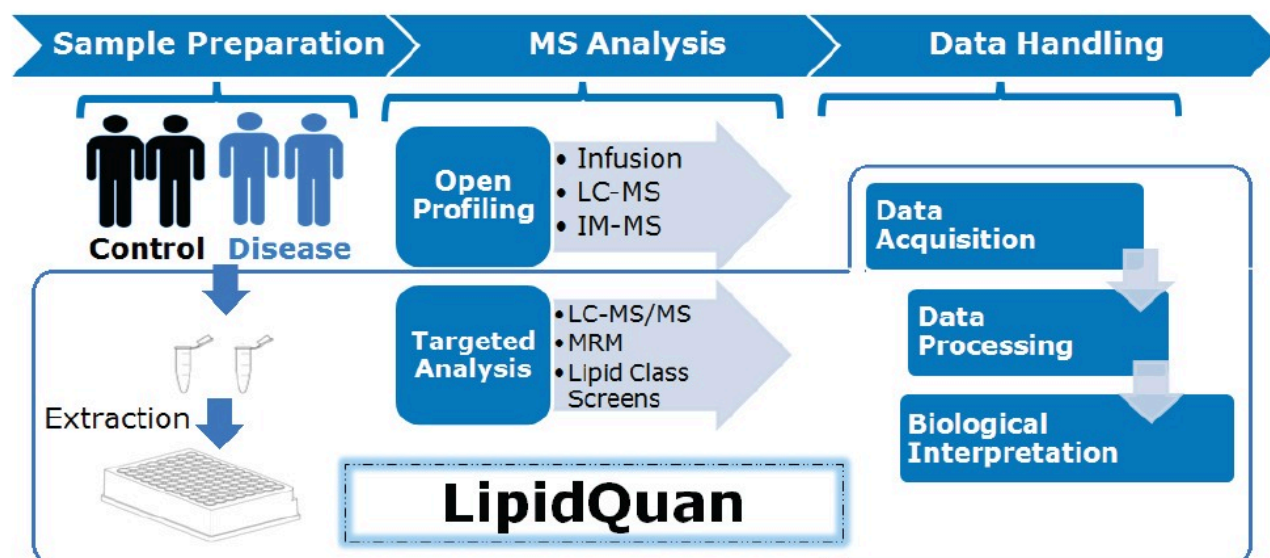 Sample Preparation
MS Analysis
Data Handling
Control Disease
Extraction
Open
Profiling
• Infusion
• LC-MS
• IM-MS
Targeted
Analysis
•LC-MS/MS
•MRM
•Lipid Class
Screens
Data
Acquisition
Data
Processing
Biological
Interpretation
LipidQuan